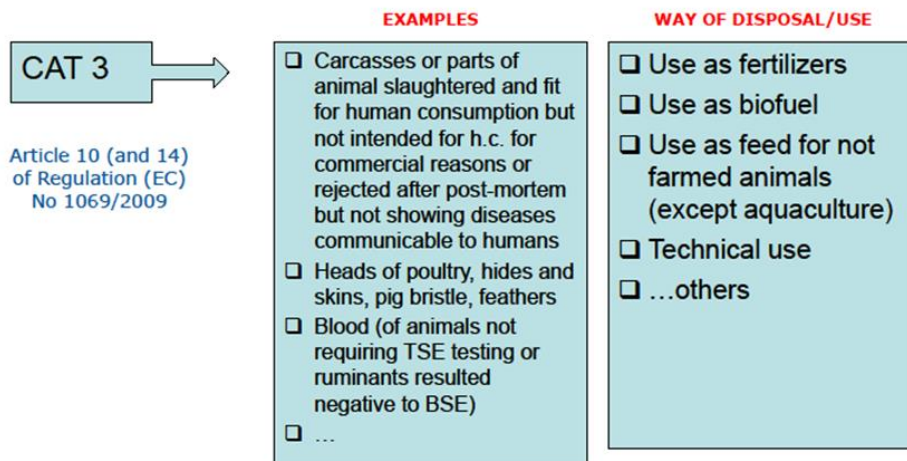 EXAMPLES
WAY OF DISPOSAL/USE
CAT 3
Article 10 (and 14)
of Regulation (EC)
No 1069/2009
❑ Carcasses or parts of
animal slaughtered and fit
for human consumption but
not intended for h.c. for
commercial reasons or
rejected after post-mortem
but not showing diseases
communicable to humans
❑ Heads of poultry, hides and
skins, pig bristle, feathers
❑ Blood (of animals not
requiring TSE testing or
ruminants resulted
negative to BSE)
❑ ...
❑ Use as fertilizers
❑ Use as biofuel
❑ Use as feed for not
farmed animals
(except aquaculture)
❑ Technical use
❑ ...others